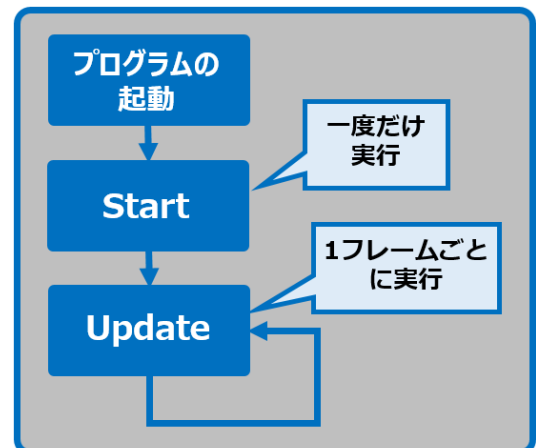 プログラムの
起動
一度だけ
実行
Start
1フレームごと
に実行
Update